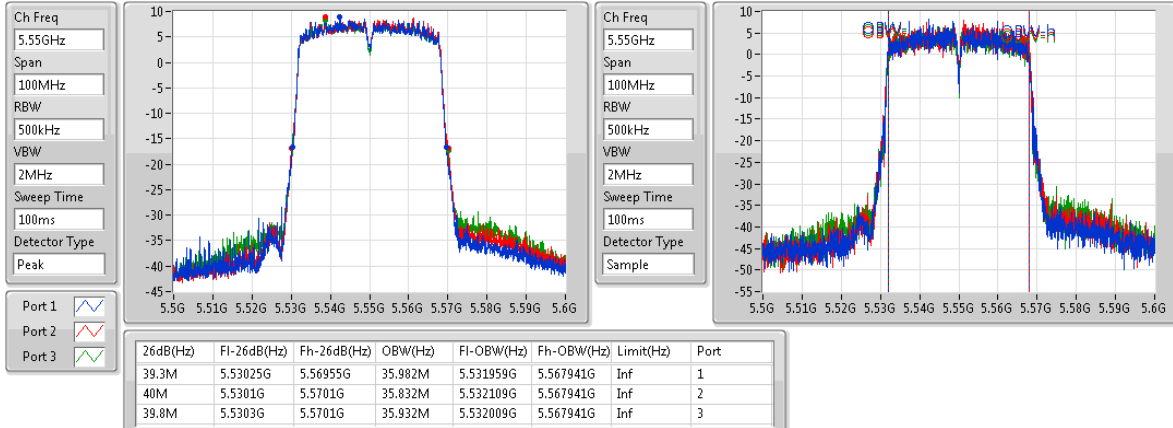 Ch Freq
5.55GHz
Span
100MHz
RBW
500kHz
VBW
2MHz
Sweep Time
100ms
Detector Type
Peak
Port 1
Port 2
Port 3
10
5
0
-5
-10
-15
-20
-25
-30
-35
-40
-45
5.5G 5.51G 5.52G 5.53G 5.54G 5.55G 5.56G 5.57G 5.58G 5.59G 5.6G
Ch Freq
5.55GHz
Span
100MHz
RBW
500kHz
VBW
2MHz
Sweep Time
100ms
Detector Type
Sample
10
5
0
-5
-10
-15
-20
-25
-30
-35
-40
-45
-50
-55
5.5G 5.51G 5.52G 5.53G 5.54G 5.55G 5.56G 5.57G 5.58G 5.59G 5.6G
26dB(Hz) Fl-26dB(Hz) Fh-26dB(Hz) OBW(Hz) Fl-OBW(Hz) Fh-OBW(Hz) Limit(Hz) Port
39.3M 5.53025G 5.56955G 35.982M 5.531959G 5.567941G Inf 1
40M 5.5301G 5.5701G 35.832M 5.532109G 5.567941G Inf 2
39.8M 5.5303G 5.5701G 35.932M 5.532009G 5.567941G Inf 3